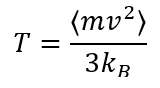 T = ⟨mv²⟩ / 3k_B